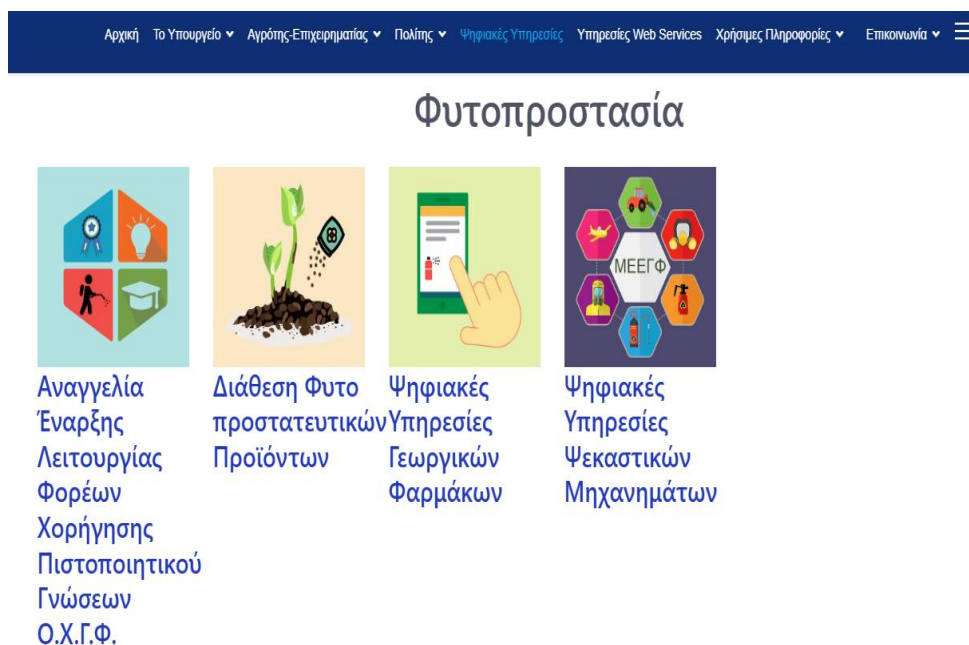 Αρχική Το Υπουργείο Αγρότης-Επιχειρηματίας Πολίτης Ψηφιακές Υπηρεσίες Υπηρεσίες Web Services Χρήσιμες Πληροφορίες Επικοινωνία
Φυτοπροστασία
ΜΕΕΓΦ
Αναγγελία
Έναρξης
Λειτουργίας
Φορέων
Χορήγησης
Πιστοποιητικού
Γνώσεων
Ο.Χ.Γ.Φ.
Διάθεση Φυτο
προστατευτικών
Προϊόντων
Ψηφιακές
Υπηρεσίες
Γεωργικών
Φαρμάκων
Ψηφιακές
Υπηρεσίες
Ψεκαστικών
Μηχανημάτων